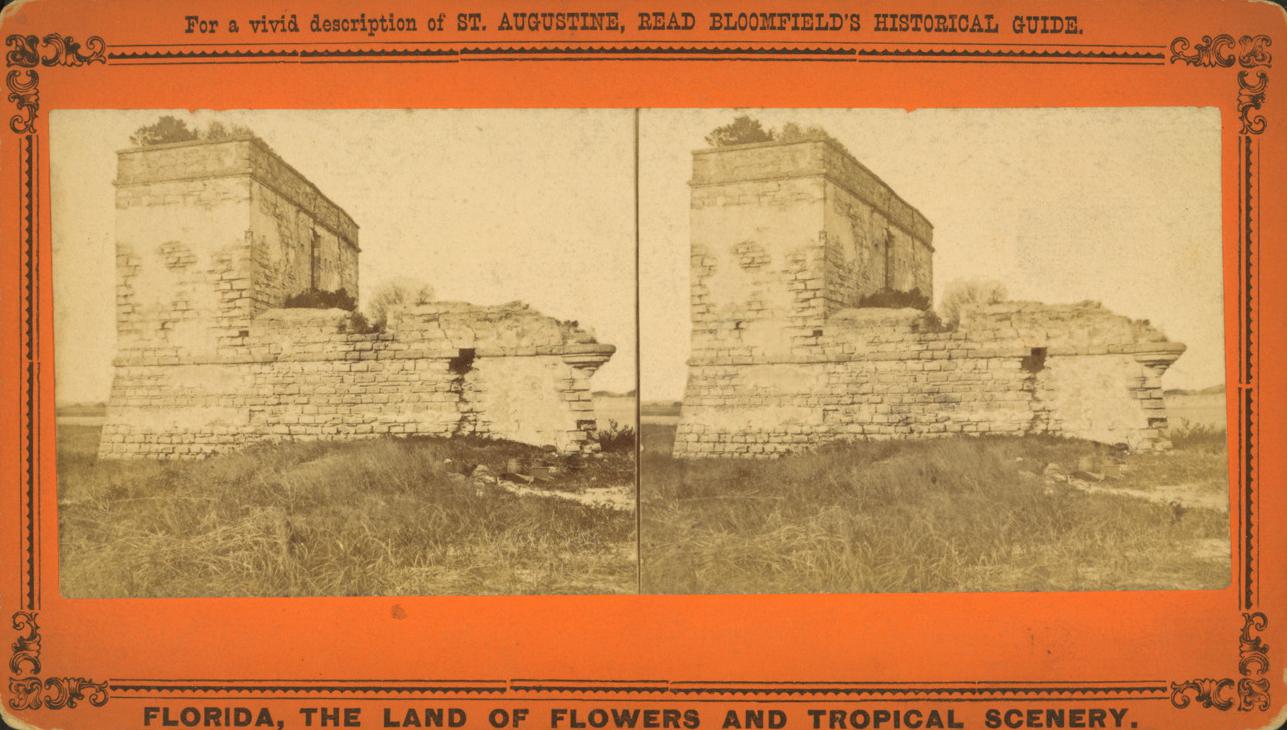 For a vivid description of ST. AUGUSTINE, READ BLOOMFIELD'S HISTORICAL GUIDE.
FLORIDA, THE LAND OF FLOWERS AND TROPICAL SCENERY.